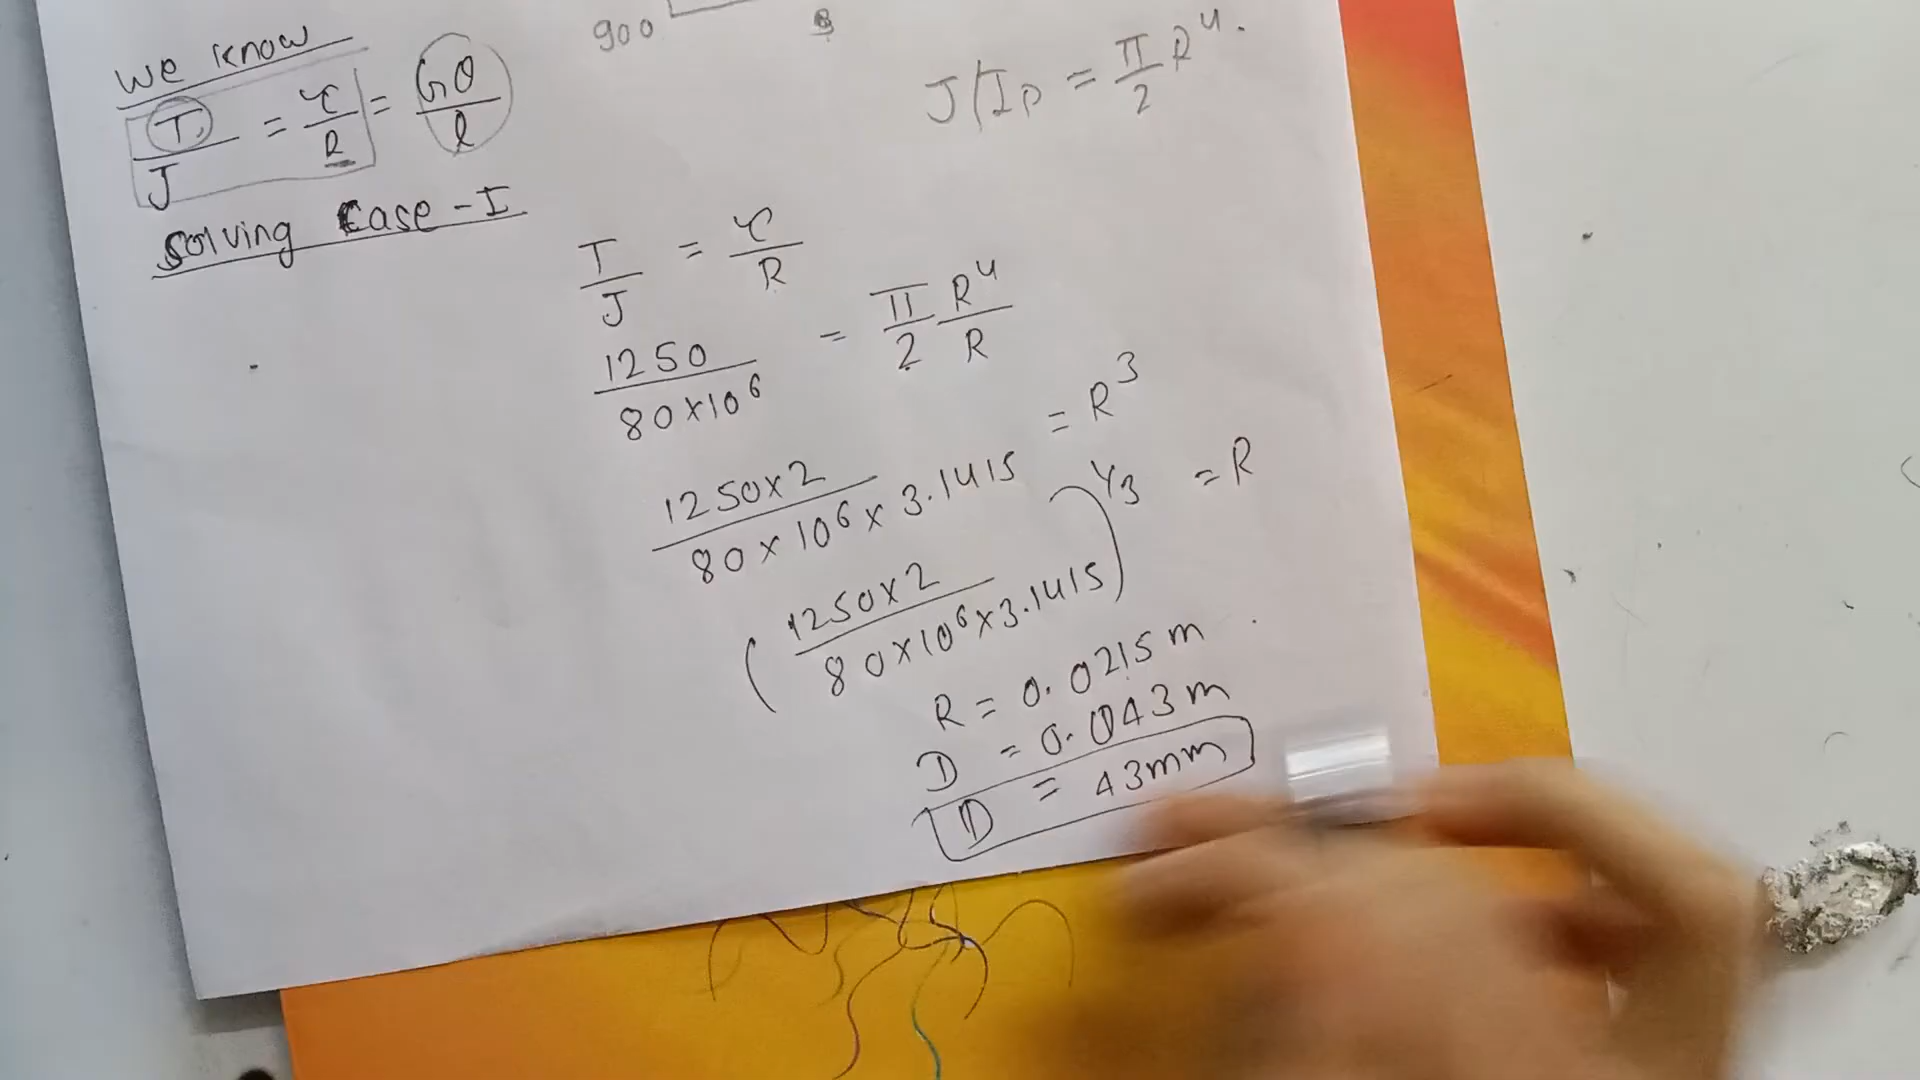 900
8
we know
T/J = τ/R = Gθ/l
J/Ip = π/2 R⁴.
Solving Case - I
T/J = τ/R
1250/80×10⁶ = π/2 R⁴/R
1250×2/80×10⁶×3.1415 = R³
(1250×2/80×10⁶×3.1415)^1/3 = R
R = 0.0215 m
D = 0.043 m
D = 43mm